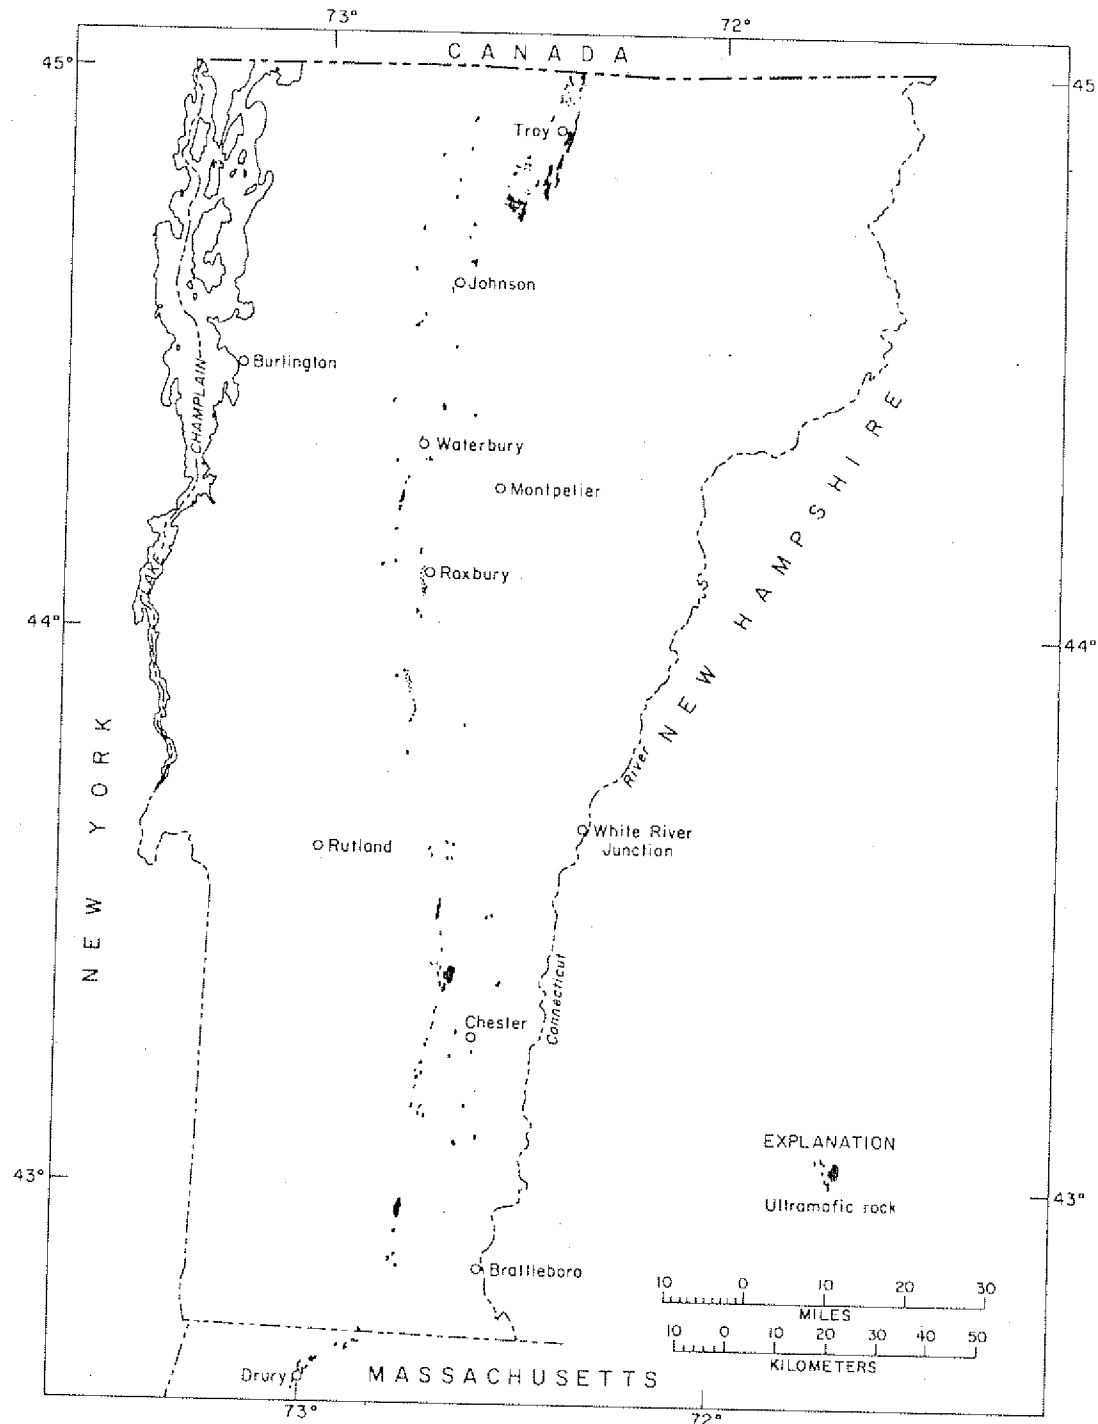 73°
72°
CANADA
45°
45
Troy
Johnson
Burlington
CHAMPLAIN
LAKE
Waterbury
Montpelier
Roxbury
NEW HAMPSHIRE
44°
44°
NEW YORK
River
White River
Junction
Rutland
Connecticut
Chester
EXPLANATION
Ultramafic rock
43°
43°
Brattleboro
10 0 10 20 30
MILES
10 0 10 20 30 40 50
KILOMETERS
Drury
MASSACHUSETTS
73°
72°